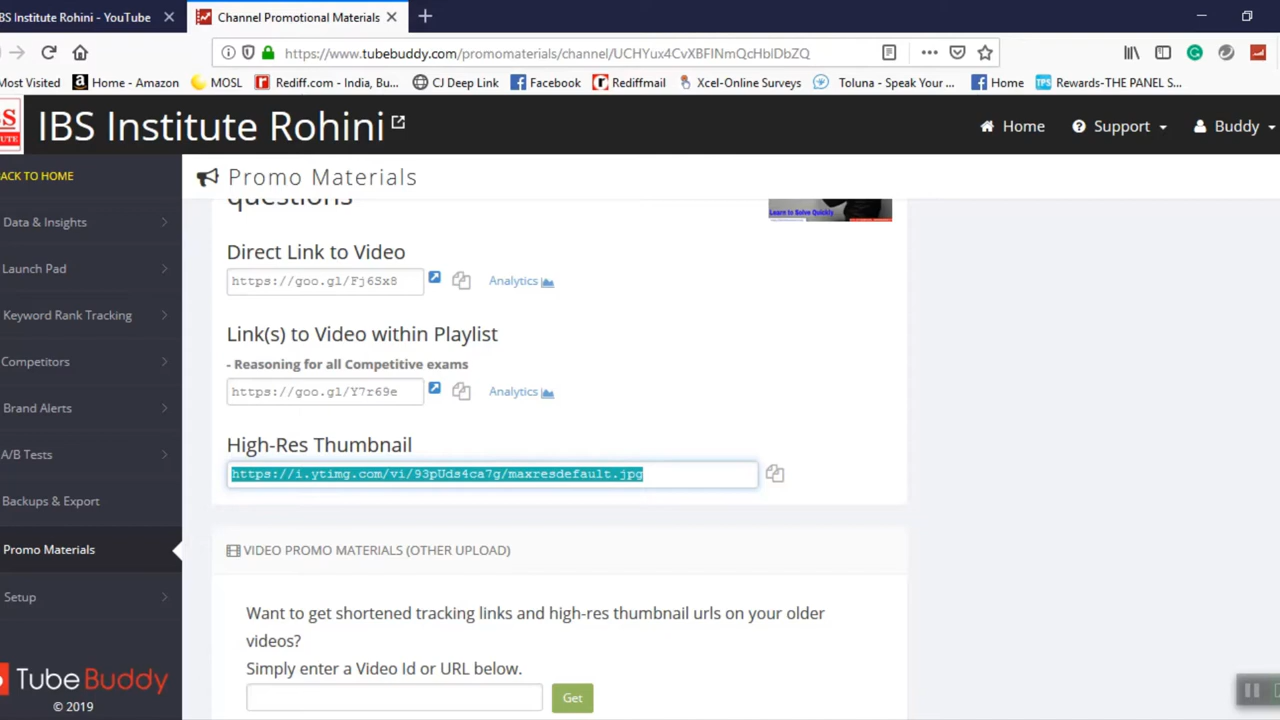 BS Institute Rohini - YouTube
Channel Promotional Materials
https://www.tubebuddy.com/promomaterials/channel/UCHYux4CvXBFINmQcHbIDbZQ
Most Visited
Home - Amazon
MOSL
Rediff.com - India, Bu...
CJ Deep Link
Facebook
Rediffmail
Xcel-Online Surveys
Toluna - Speak Your ...
Home
Rewards-THE PANEL S...
IBS Institute Rohini
Home
Support
Buddy
ACK TO HOME
Promo Materials
Data & Insights
Launch Pad
Keyword Rank Tracking
Competitors
Brand Alerts
A/B Tests
Backups & Export
Promo Materials
Setup
TubeBuddy
© 2019
questions
Learn to Solve Quickly
Direct Link to Video
https://goo.gl/Fj6Sx8
Analytics
Link(s) to Video within Playlist
- Reasoning for all Competitive exams
https://goo.gl/Y7r69e
Analytics
High-Res Thumbnail
https://i.ytimg.com/vi/93pUds4ca7g/maxresdefault.jpg
VIDEO PROMO MATERIALS (OTHER UPLOAD)
Want to get shortened tracking links and high-res thumbnail urls on your older
videos?
Simply enter a Video Id or URL below.
Get